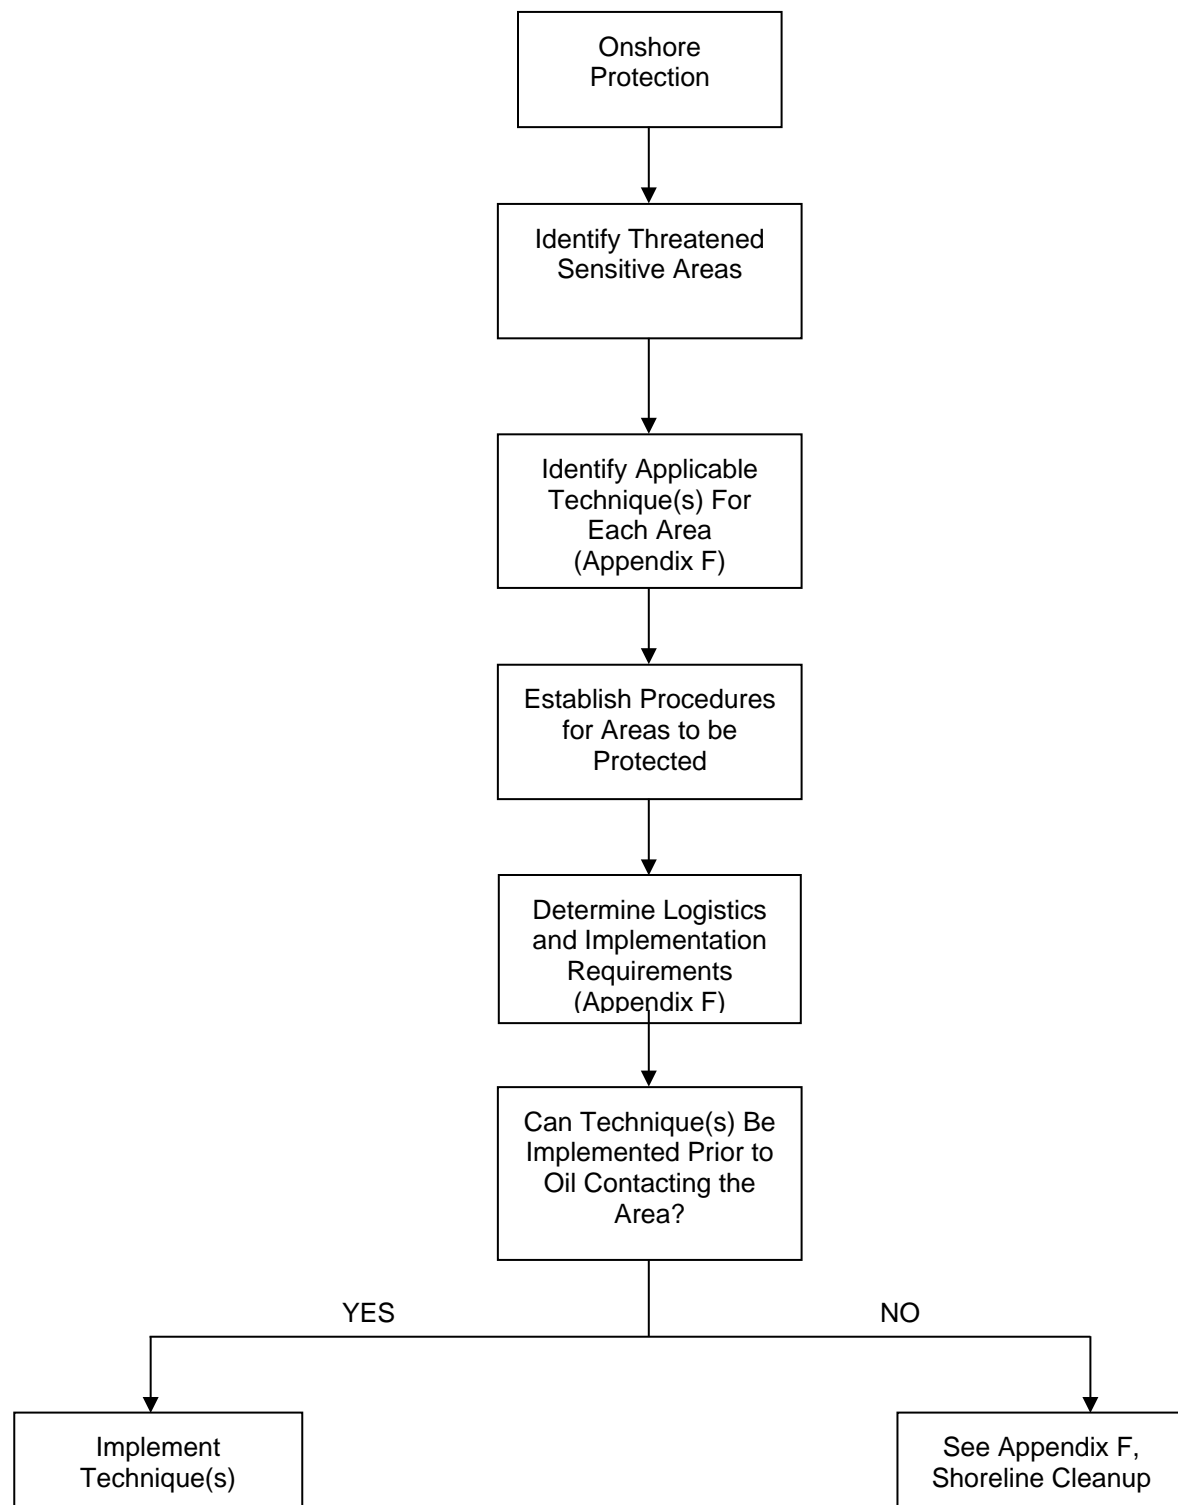 Onshore
Protection
Identify Threatened
Sensitive Areas
Identify Applicable
Technique(s) For
Each Area
(Appendix F)
Establish Procedures
for Areas to be
Protected
Determine Logistics
and Implementation
Requirements
(Appendix F)
Can Technique(s) Be
Implemented Prior to
Oil Contacting the
Area?
YES
NO
Implement
Technique(s)
See Appendix F,
Shoreline Cleanup